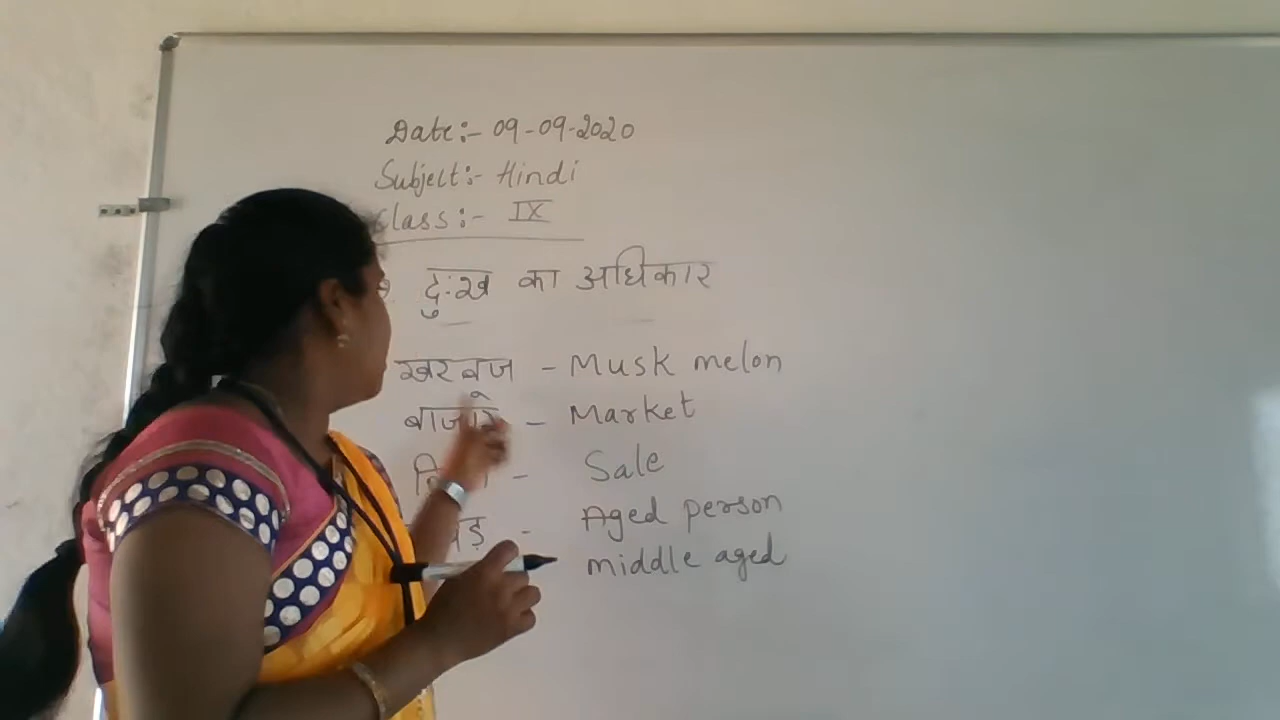 Date:- 09-09-2020
Subject:- Hindi
Class:- IX
दुःख का अधिकार
खरबूज - Musk melon
बाजार - Market
- Sale
- Aged person
middle aged